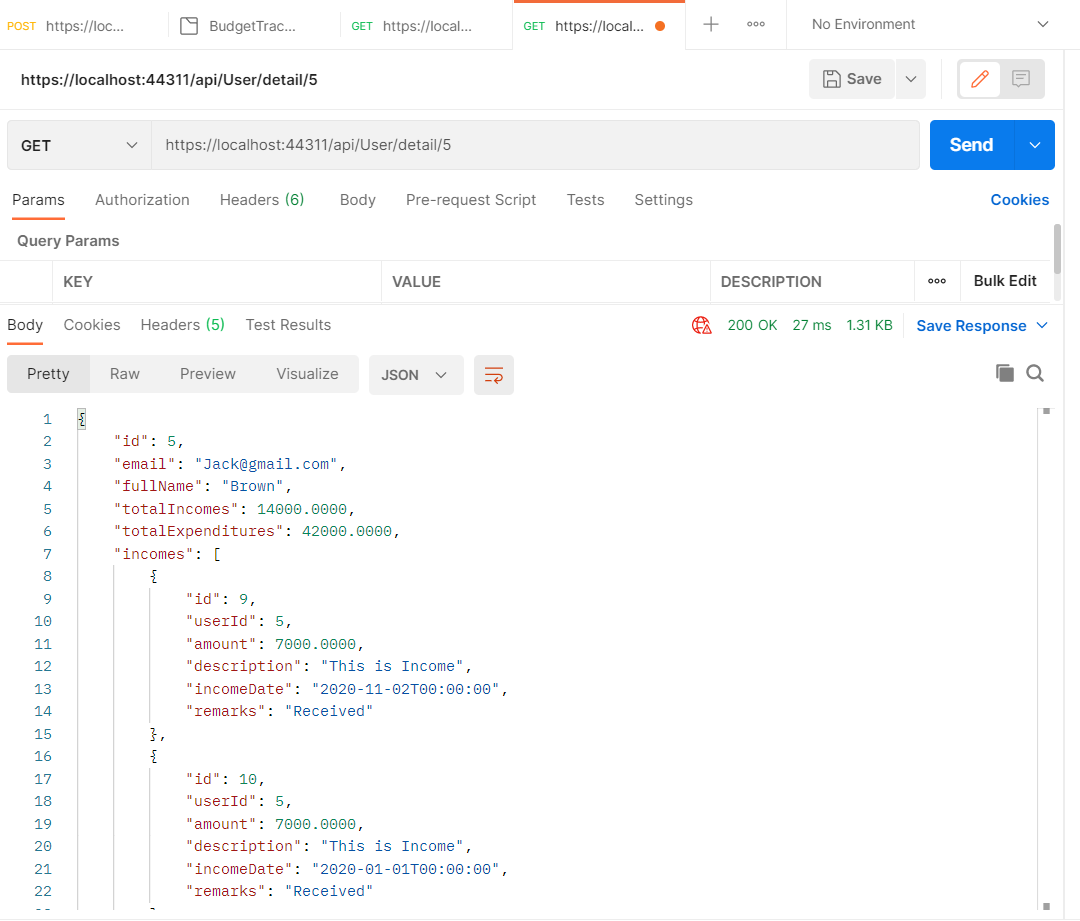 POST https://loc... BudgetTrac... GET https://local... GET https://local... No Environment
https://localhost:44311/api/User/detail/5 Save
GET https://localhost:44311/api/User/detail/5 Send
Params Authorization Headers (6) Body Pre-request Script Tests Settings Cookies
Query Params
KEY VALUE DESCRIPTION Bulk Edit
Body Cookies Headers (5) Test Results 200 OK 27 ms 1.31 KB Save Response
Pretty Raw Preview Visualize JSON
1 {
2 "id": 5,
3 "email": "Jack@gmail.com",
4 "fullName": "Brown",
5 "totalIncomes": 14000.0000,
6 "totalExpenditures": 42000.0000,
7 "incomes": [
8 {
9 "id": 9,
10 "userId": 5,
11 "amount": 7000.0000,
12 "description": "This is Income",
13 "incomeDate": "2020-11-02T00:00:00",
14 "remarks": "Received"
15 },
16 {
17 "id": 10,
18 "userId": 5,
19 "amount": 7000.0000,
20 "description": "This is Income",
21 "incomeDate": "2020-01-01T00:00:00",
22 "remarks": "Received"